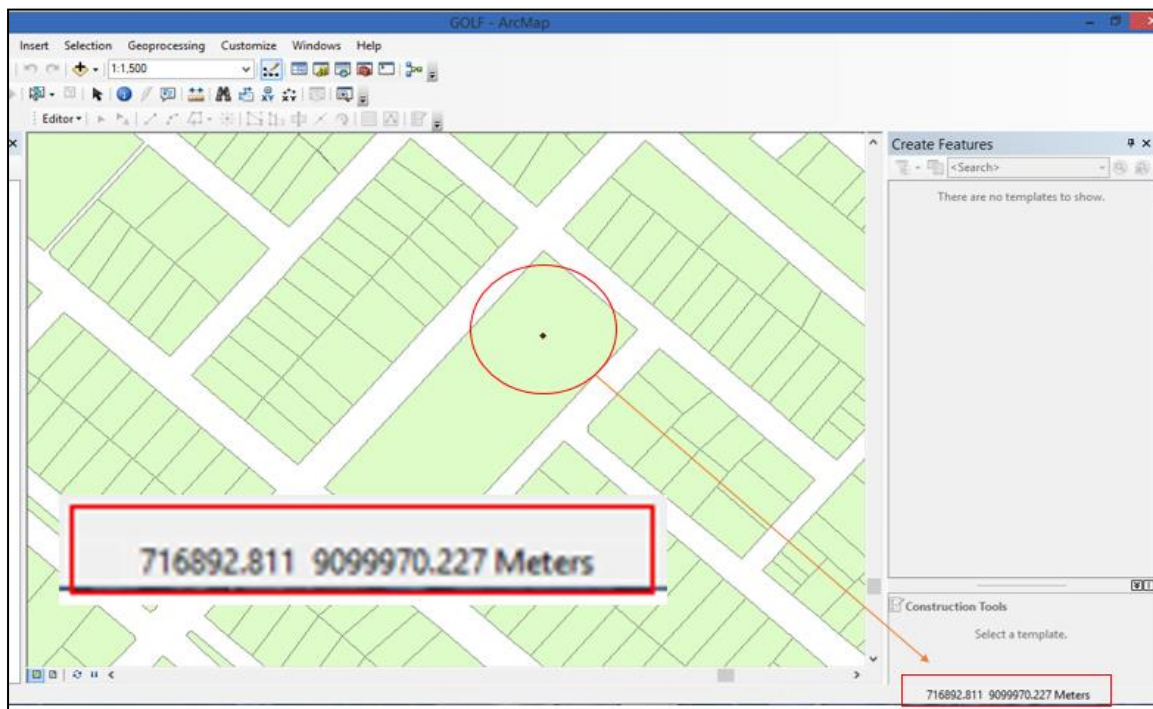 GOLF - ArcMap
Insert Selection Geoprocessing Customize Windows Help
1:1,500
Editor
Create Features
<Search>
There are no templates to show.
716892.811 9099970.227 Meters
Construction Tools
Select a template.
716892.811 9099970.227 Meters